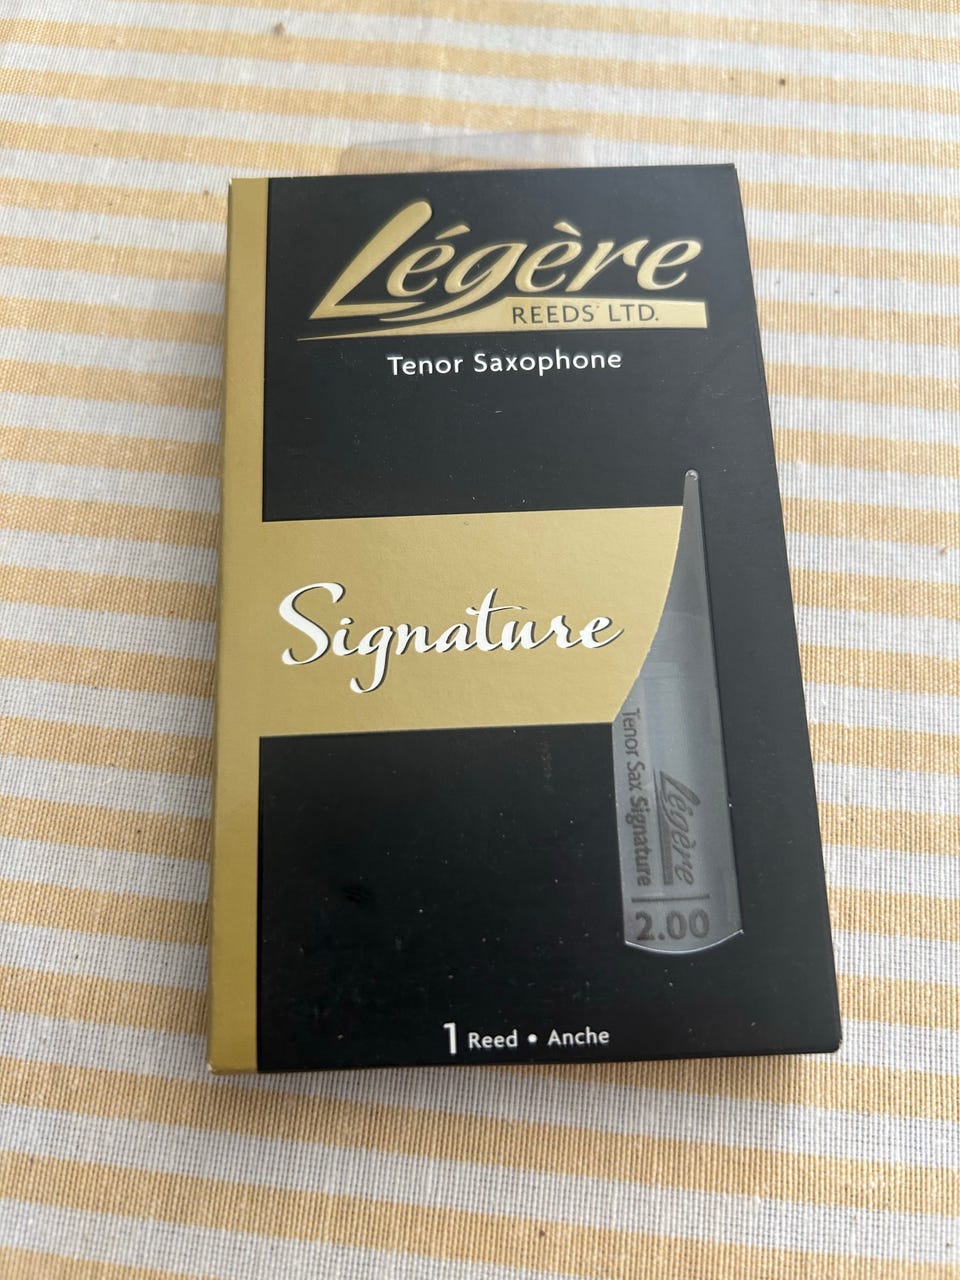 Légère
REEDS® LTD.
Tenor Saxophone
Signature
Tenor Sax Signature
Légère
2.00
1 Reed • Anche